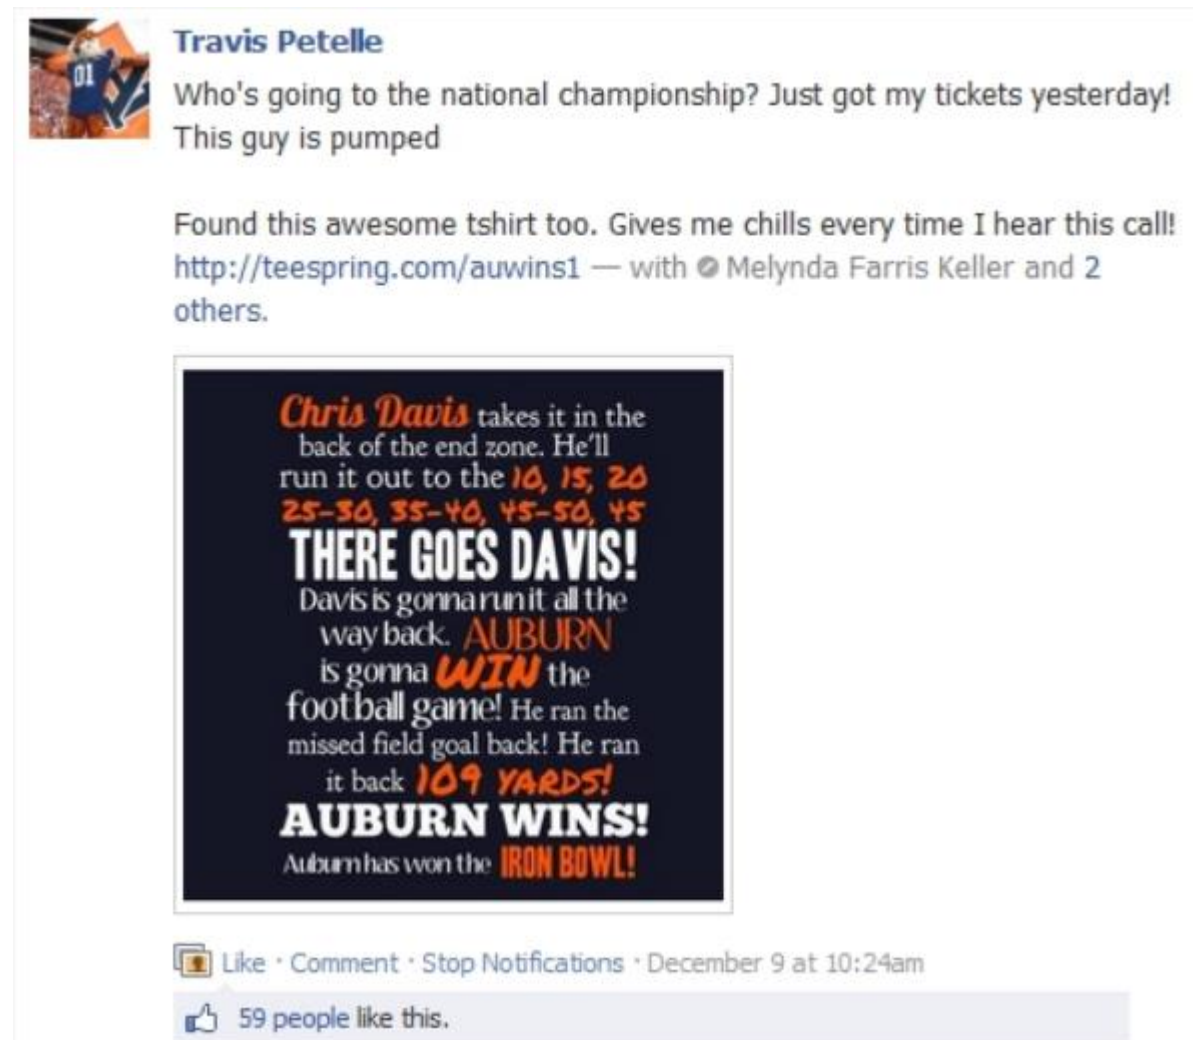 01
Travis Petelle
Who's going to the national championship? Just got my tickets yesterday!
This guy is pumped
Found this awesome tshirt too. Gives me chills every time I hear this call!
http://teespring.com/auwins1 — with Melynda Farris Keller and 2
others.
Chris Davis takes it in the
back of the end zone. He'll
run it out to the 10, 15, 20
25-30, 35-40, 45-50, 45
THERE GOES DAVIS!
Davis is gonna run it all the
way back. AUBURN
is gonna WIN the
football game! He ran the
missed field goal back! He ran
it back 109 YARDS!
AUBURN WINS!
Auburn has won the IRON BOWL!
Like · Comment · Stop Notifications · December 9 at 10:24am
59 people like this.